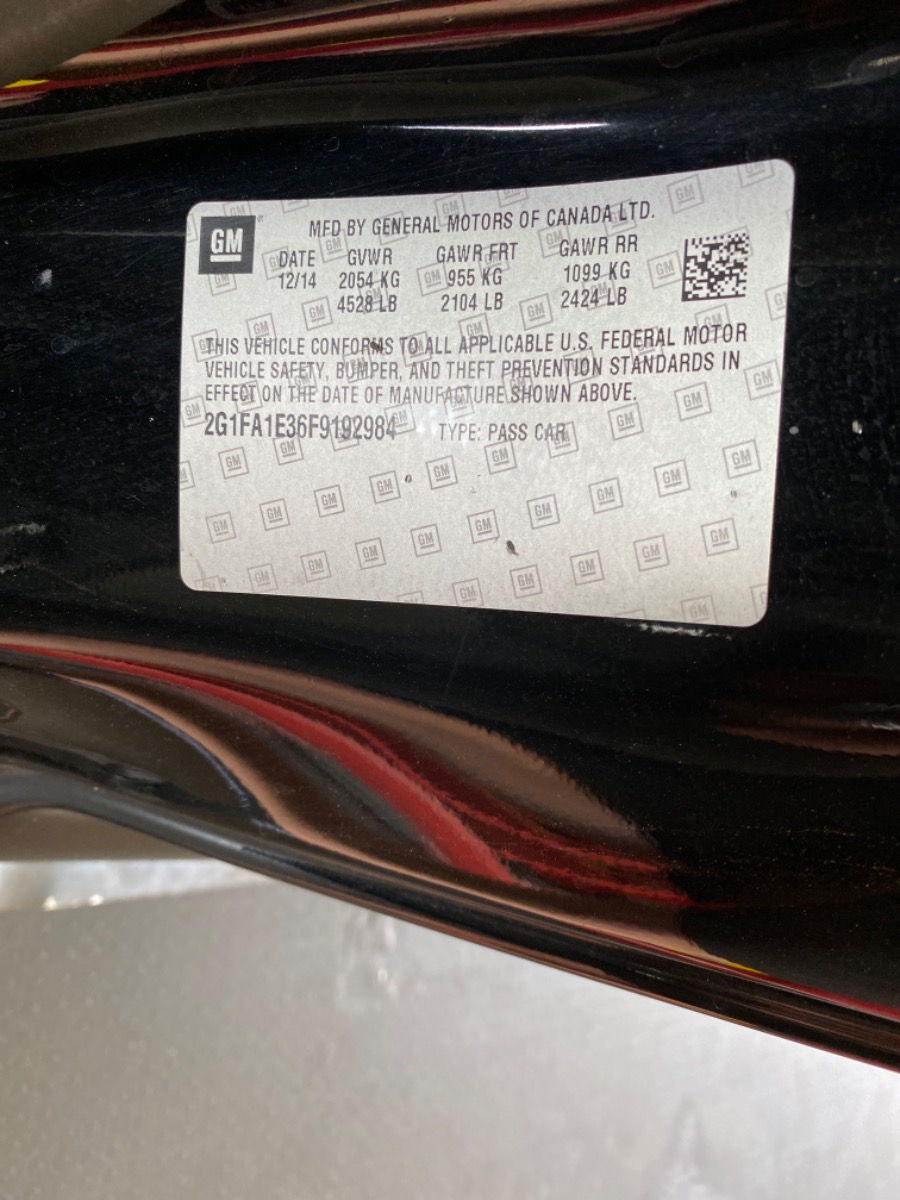 GM
MFD BY GENERAL MOTORS OF CANADA LTD.
DATE GVWR GAWR FRT GAWR RR
12/14 2054 KG 955 KG 1099 KG
4528 LB 2104 LB 2424 LB
THIS VEHICLE CONFORMS TO ALL APPLICABLE U.S. FEDERAL MOTOR
VEHICLE SAFETY, BUMPER, AND THEFT PREVENTION STANDARDS IN
EFFECT ON THE DATE OF MANUFACTURE SHOWN ABOVE.
2G1FA1E36F9192984 TYPE: PASS CAR